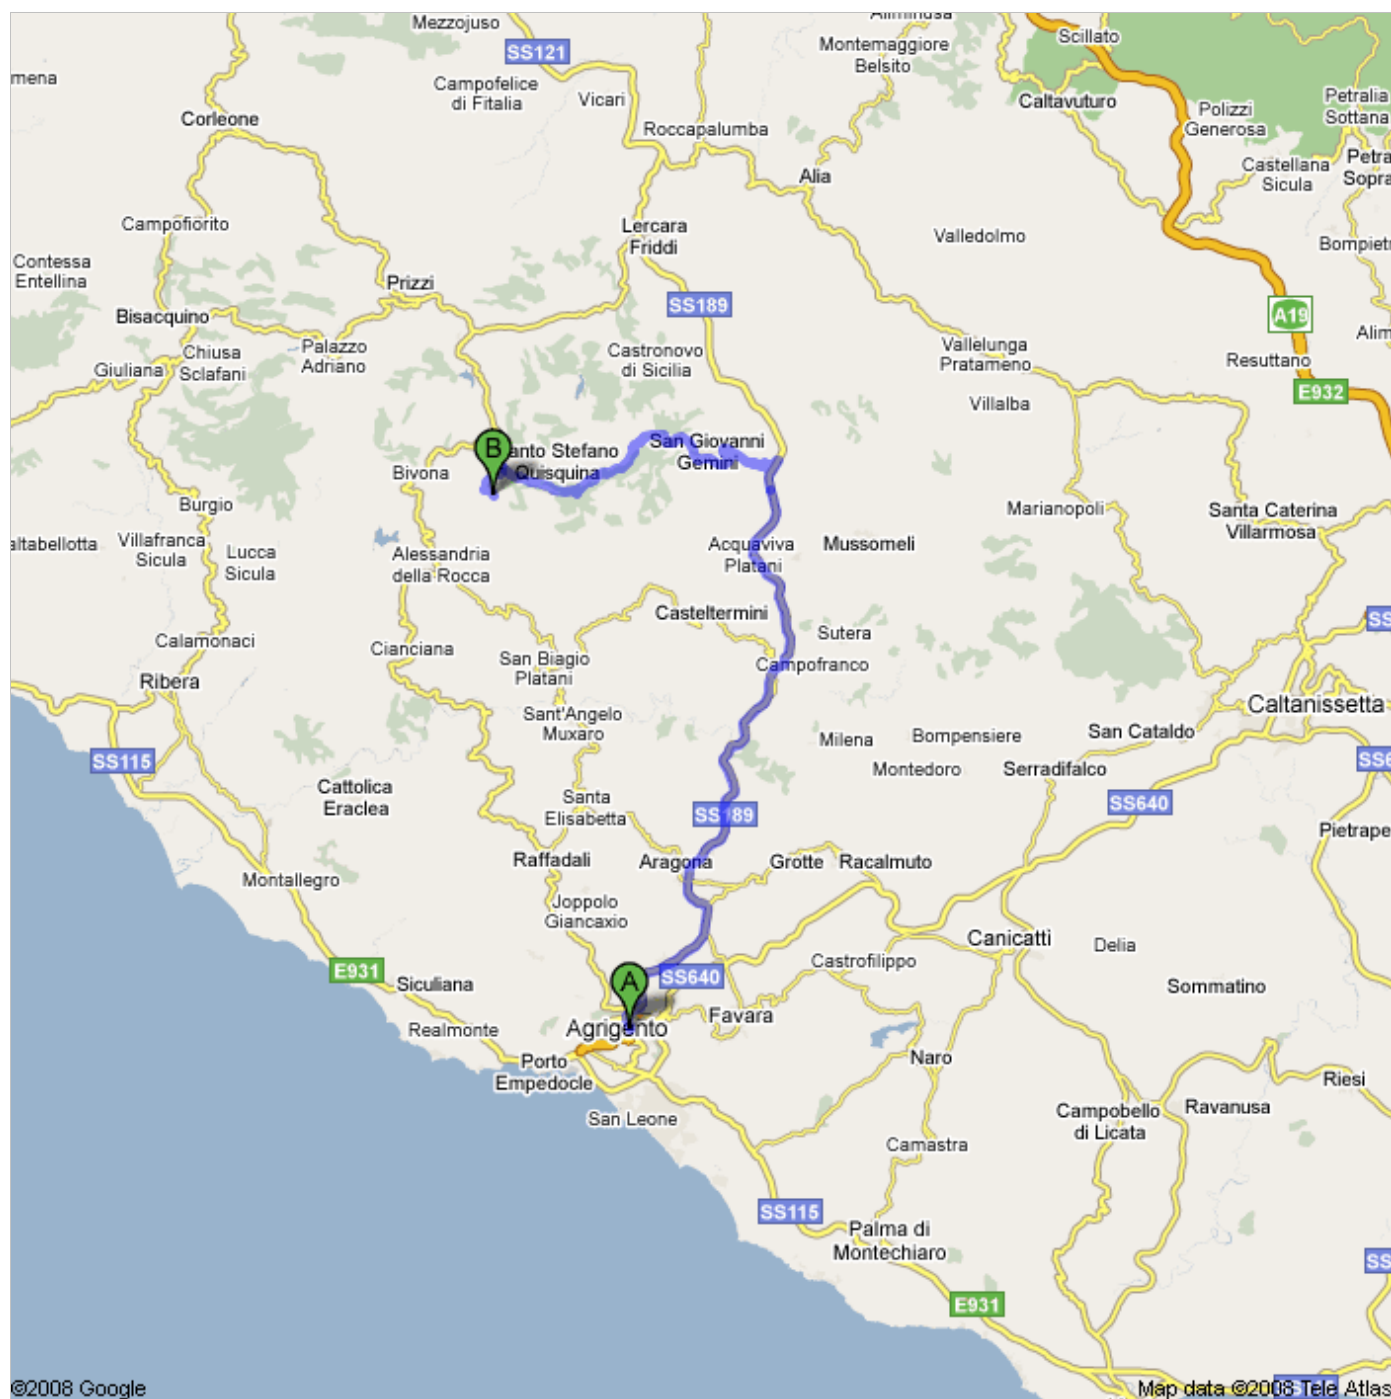 Mezzojuso
Aliminusa
Scillato
SS121
Montemaggiore
Belsito
mena
Campofelice
di Fitalia
Vicari
Caltavuturo
Polizzi
Generosa
Petralia
Sottana
Corleone
Roccapalumba
Castellana
Sicula
Petra
Sopra
Alia
Campofiorito
Lercara
Friddi
Valledolmo
Bompietr
Contessa
Entellina
Prizzi
SS189
A19
Bisacquino
Alim
Chiusa
Sclafani
Palazzo
Adriano
Castronovo
di Sicilia
Vallelunga
Pratameno
Resuttano
Giuliana
E932
Villalba
B
anto Stefano
Quisquina
San Giovanni
Gemini
Bivona
Burgio
Marianopoli
Santa Caterina
Villarmosa
altabellotta
Villafranca
Sicula
Lucca
Sicula
Alessandria
della Rocca
Acquaviva
Platani
Mussomeli
Casteltermini
SS
Calamonaci
Cianciana
San Biagio
Platani
Sutera
Campofranco
Ribera
Caltanissetta
Sant'Angelo
Muxaro
Milena
Bompensiere
San Cataldo
SS115
Montedoro
Serradifalco
SS6
Cattolica
Eraclea
Santa
Elisabetta
SS189
SS640
Pietrape
Raffadali
Aragona
Grotte
Racalmuto
Montallegro
Joppolo
Giancaxio
Canicattì
Delia
E931
Siculiana
A
SS640
Castrofilippo
Sommatino
Realmonte
Agrigento
Favara
Porto
Empedocle
Naro
Riesi
San Leone
Campobello
di Licata
Ravanusa
Camastra
SS115
Palma di
Montechiaro
SS
E931
©2008 Google
Map data ©2008 Tele Atlas